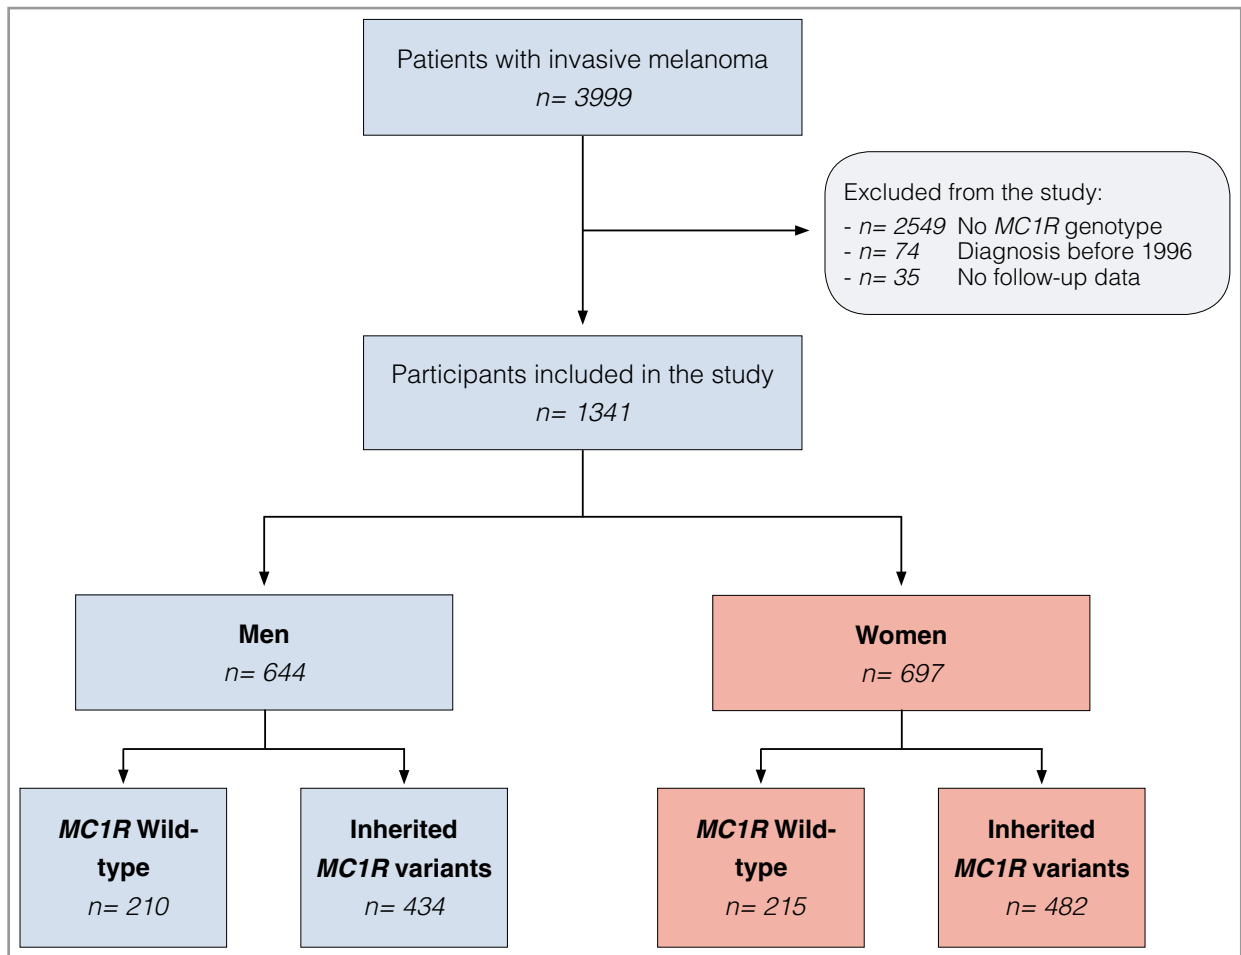 Patients with invasive melanoma
n= 3999
Excluded from the study:
- n= 2549 No MC1R genotype
- n= 74 Diagnosis before 1996
- n= 35 No follow-up data
Participants included in the study
n= 1341
Men
n= 644
Women
n= 697
MC1R Wild-
type
n= 210
Inherited
MC1R variants
n= 434
MC1R Wild-
type
n= 215
Inherited
MC1R variants
n= 482